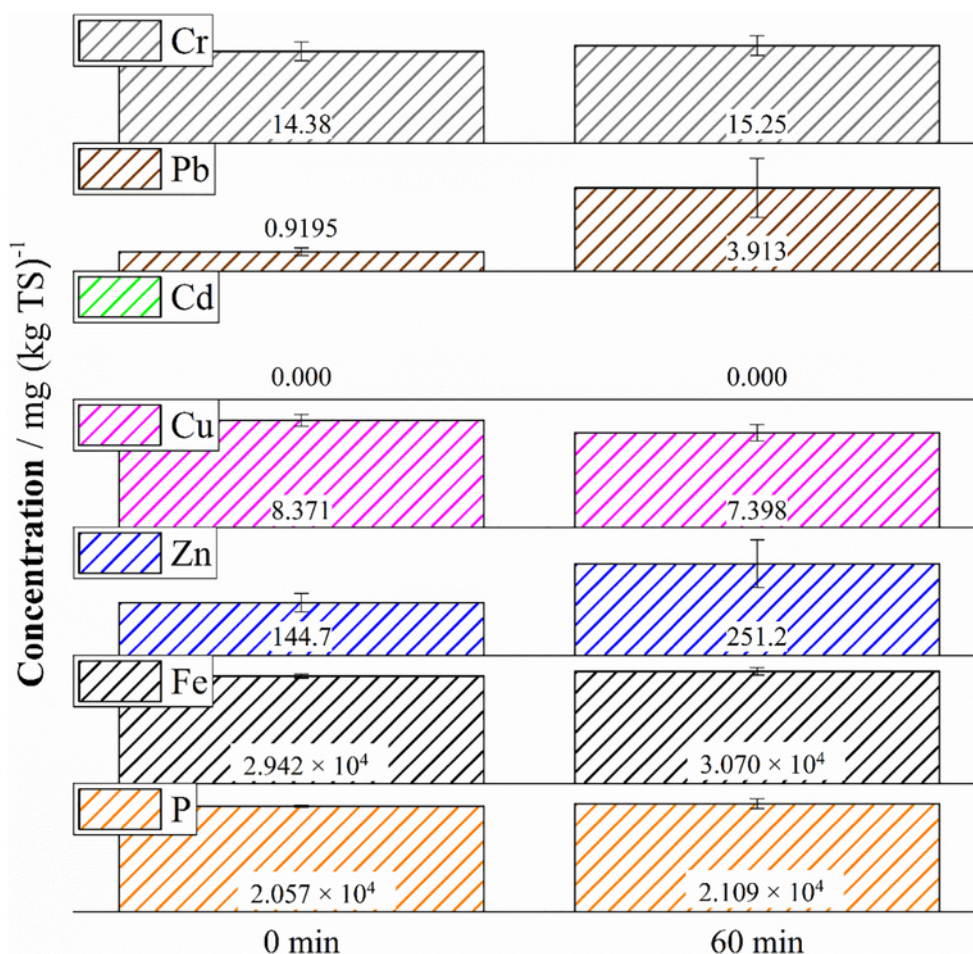 Concentration / mg (kg TS)⁻¹
Cr
14.38
15.25
Pb
0.9195
3.913
Cd
0.000
0.000
Cu
8.371
7.398
Zn
144.7
251.2
Fe
2.942 × 10⁴
3.070 × 10⁴
P
2.057 × 10⁴
2.109 × 10⁴
0 min
60 min